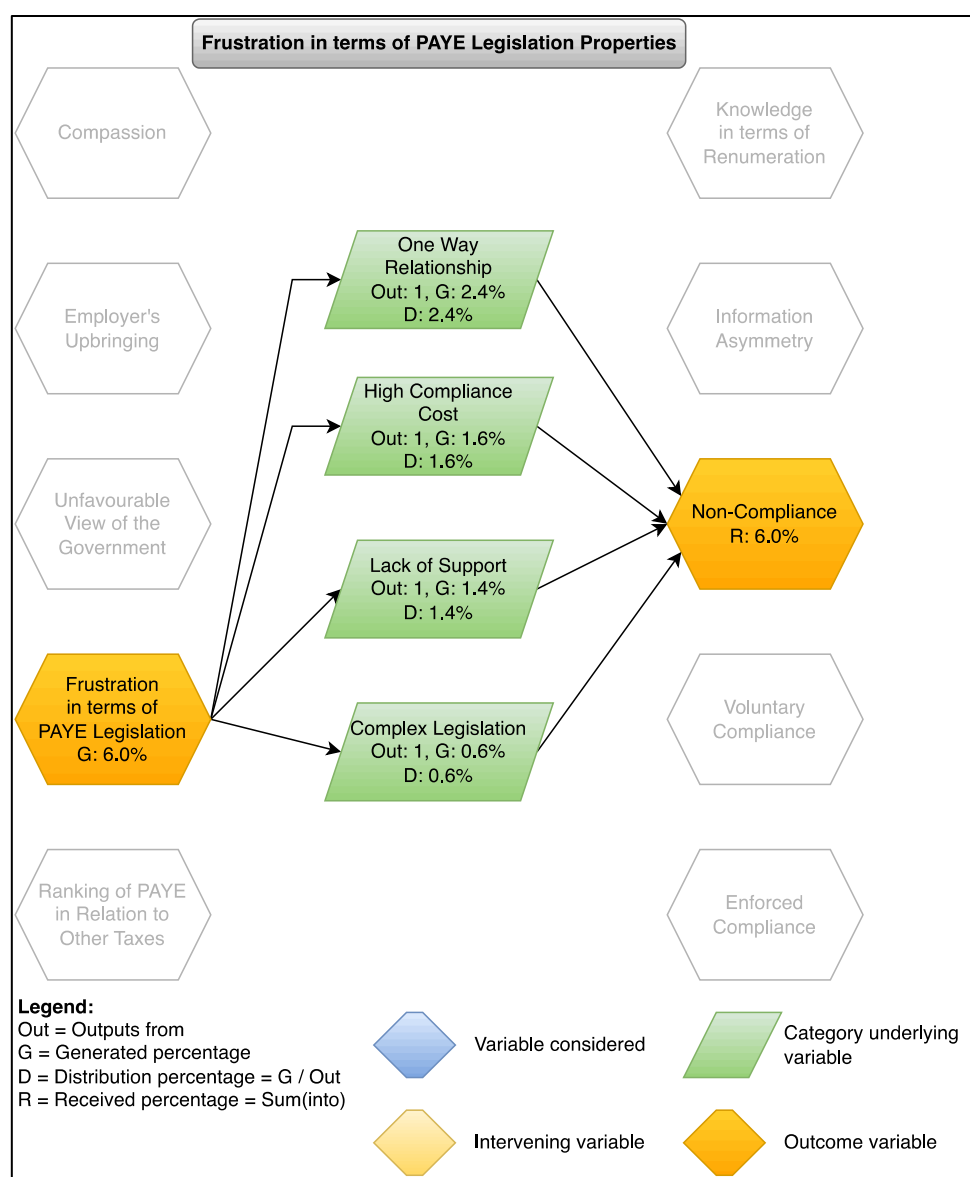 Frustration in terms of PAYE Legislation Properties
Compassion
Knowledge
in terms of
Renumeration
One Way
Relationship
Out: 1, G: 2.4%
D: 2.4%
Employer's
Upbringing
Information
Asymmetry
High Compliance
Cost
Out: 1, G: 1.6%
D: 1.6%
Unfavourable
View of the
Government
Non-Compliance
R: 6.0%
Lack of Support
Out: 1, G: 1.4%
D: 1.4%
Frustration
in terms of
PAYE Legislation
G: 6.0%
Complex Legislation
Out: 1, G: 0.6%
D: 0.6%
Voluntary
Compliance
Ranking of PAYE
in Relation to
Other Taxes
Enforced
Compliance
Legend:
Out = Outputs from
G = Generated percentage
D = Distribution percentage = G / Out
R = Received percentage = Sum(into)
Variable considered
Category underlying
variable
Intervening variable
Outcome variable